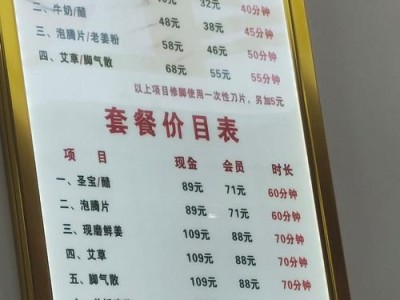 二、牛奶/醋 32元 40分钟
三、泡腾片/老姜粉 48元 38元 45分钟
四、艾草/脚气散 58元 46元 50分钟
68元 55元 55分钟
以上项目修脚使用一次性刀片，另加5元
套餐价目表
项 目 现金 会员 时长
一、圣宝/醋 89元 71元 60分钟
二、泡腾片 89元 71元 60分钟
三、现磨鲜姜 109元 88元 70分钟
四、艾草 109元 88元 70分钟
五、脚气散 109元 88元 70分钟